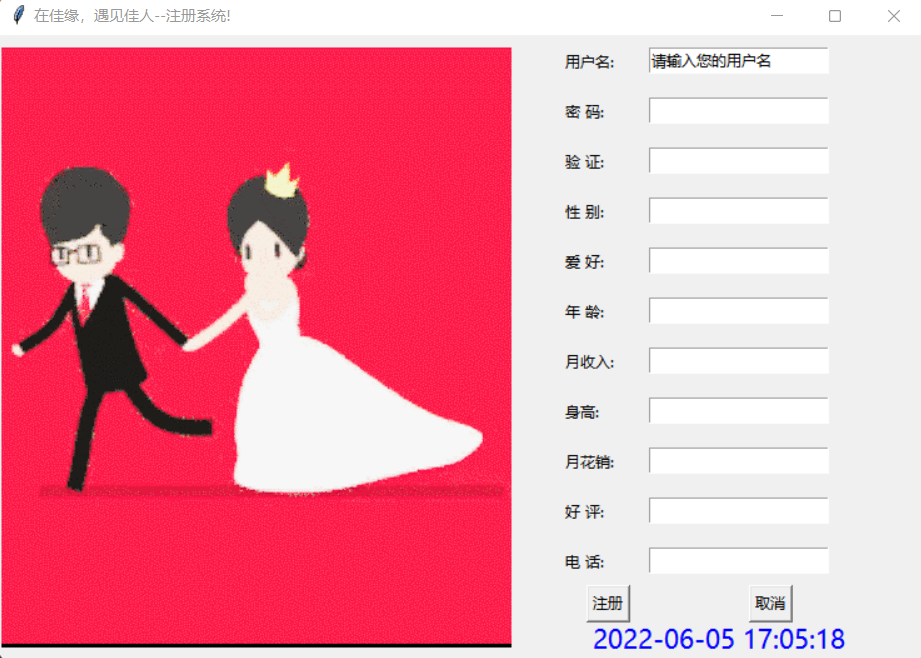 在佳缘，遇见佳人--注册系统!
用户名: 请输入您的用户名
密 码:
验 证:
性 别:
爱 好:
年 龄:
月收入:
身高:
月花销:
好 评:
电 话:
注册 取消
2022-06-05 17:05:18